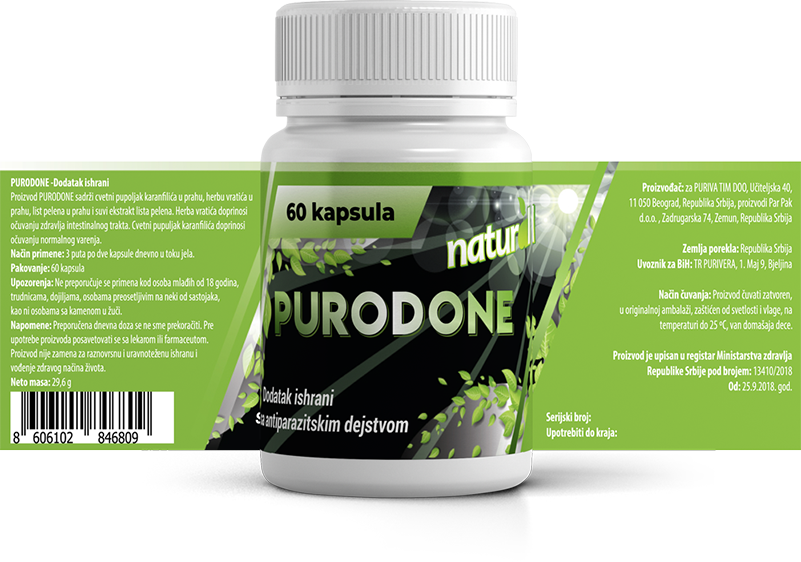 PURODONE -Dodatak ishrani
Proizvod PURODONE sadrži cvetni pupoljak karanfilića u prahu, herbu vratića u
prahu, list pelena u prahu i suvi ekstrakt lista pelena. Herba vratića doprinosi
očuvanju zdravlja intestinalnog trakta. Cvetni pupuljak karanfilića doprinosi
očuvanju normalnog varenja.
Način primene: 3 puta po dve kapsule dnevno u toku jela.
Pakovanje: 60 kapsula
Upozorenja: Ne preporučuje se primena kod osoba mlađih od 18 godina,
trudnicama, dojiljama, osobama preosetljivim na neki od sastojaka,
kao ni osobama sa kamenom u žuči.
Napomene: Preporučena dnevna doza se ne sme prekoračiti. Pre
upotrebe proizvoda posavetovati se sa lekarom ili farmaceutom.
Proizvod nije zamena za raznovrsnu i uravnoteženu ishranu i
vođenje zdravog načina života.
Neto masa: 29,6 g
8 606102 846809
60 kapsula
natur ll
PURODONE
Dodatak ishrani
sa antiparazitskim dejstvom
Proizvođač: za PURIVA TIM DOO, Učiteljska 40,
11 050 Beograd, Republika Srbija, proizvodi Par Pak
d.o.o. , Zadrugarska 74, Zemun, Republika Srbija
Zemlja porekla: Republika Srbija
Uvoznik za BiH: TR PURIVERA, 1. Maj 9, Bjeljina
Način čuvanja: Proizvod čuvati zatvoren,
u originalnoj ambalaži, zaštićen od svetlosti i vlage, na
temperaturi do 25 ºC, van domašaja dece.
Proizvod je upisan u registar Ministarstva zdravlja
Republike Srbije pod brojem: 13410/2018
Od: 25.9.2018. god.
Serijski broj:
Upotrebiti do kraja: